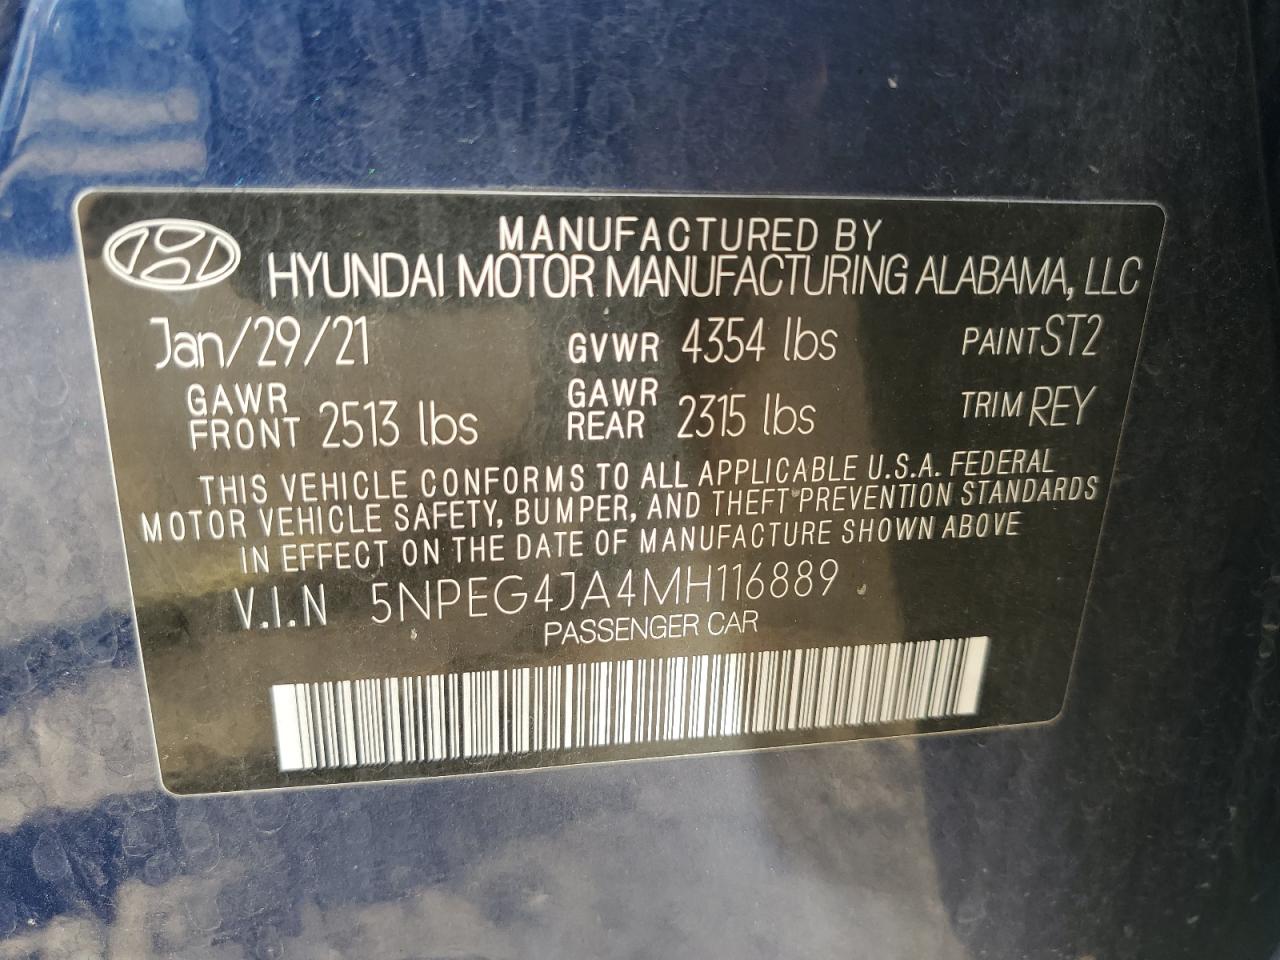 MANUFACTURED BY
HYUNDAI MOTOR MANUFACTURING ALABAMA, LLC
Jan/29/21 GVWR 4354 lbs PAINT ST2
GAWR FRONT 2513 lbs GAWR REAR 2315 lbs TRIM REY
THIS VEHICLE CONFORMS TO ALL APPLICABLE U.S.A. FEDERAL
MOTOR VEHICLE SAFETY, BUMPER, AND THEFT PREVENTION STANDARDS
IN EFFECT ON THE DATE OF MANUFACTURE SHOWN ABOVE
V.I.N 5NPEG4JA4MH116889
PASSENGER CAR